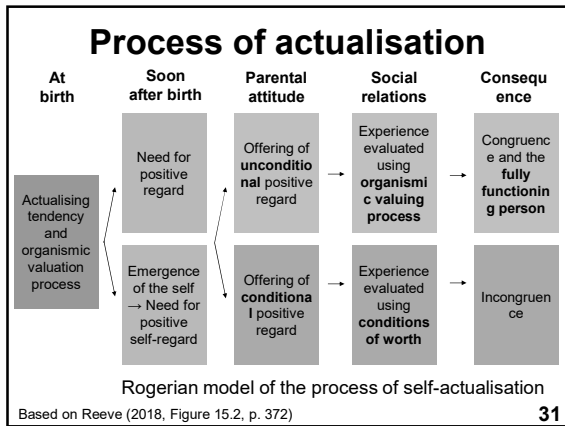 Process of actualisation
At
birth
Soon
after birth
Parental
attitude
Social
relations
Consequ
ence
Actualising
tendency
and
organismic
valuation
process
Need for
positive
regard
Emergence
of the self
→ Need for
positive
self-regard
Offering of
unconditio
nal positive
regard
Offering of
conditiona
l positive
regard
Experience
evaluated
using
organismi
c valuing
process
Experience
evaluated
using
conditions
of worth
Congruenc
e and the
fully
functionin
g person
Incongruen
ce
Rogerian model of the process of self-actualisation
Based on Reeve (2018, Figure 15.2, p. 372)
31